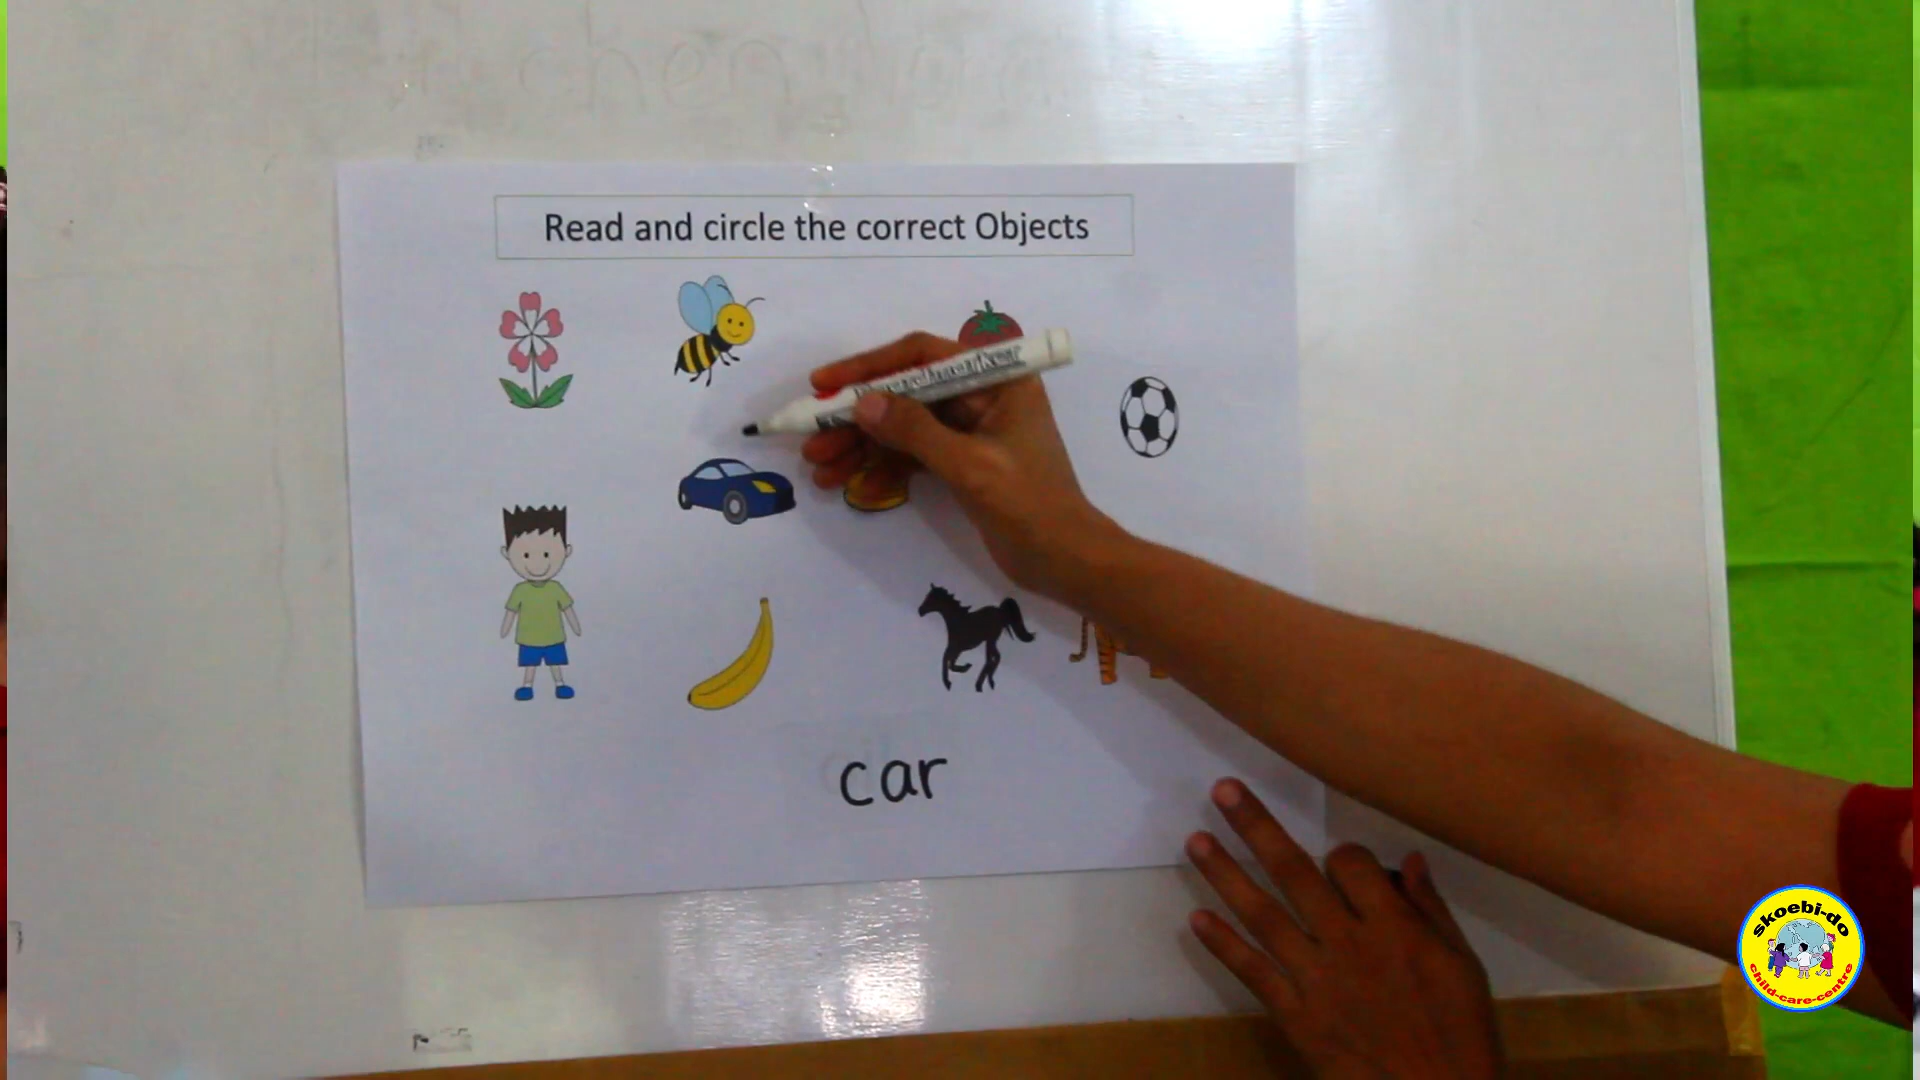 Read and circle the correct Objects
car
skoebi-do
child-care-centre